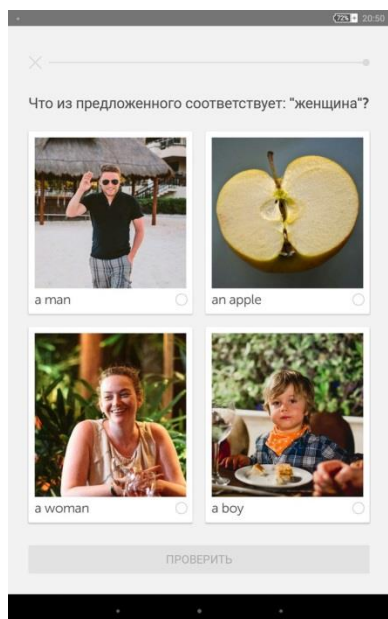 72% 20:50
Что из предложенного соответствует: "женщина"?
a man
an apple
a woman
a boy
ПРОВЕРИТЬ